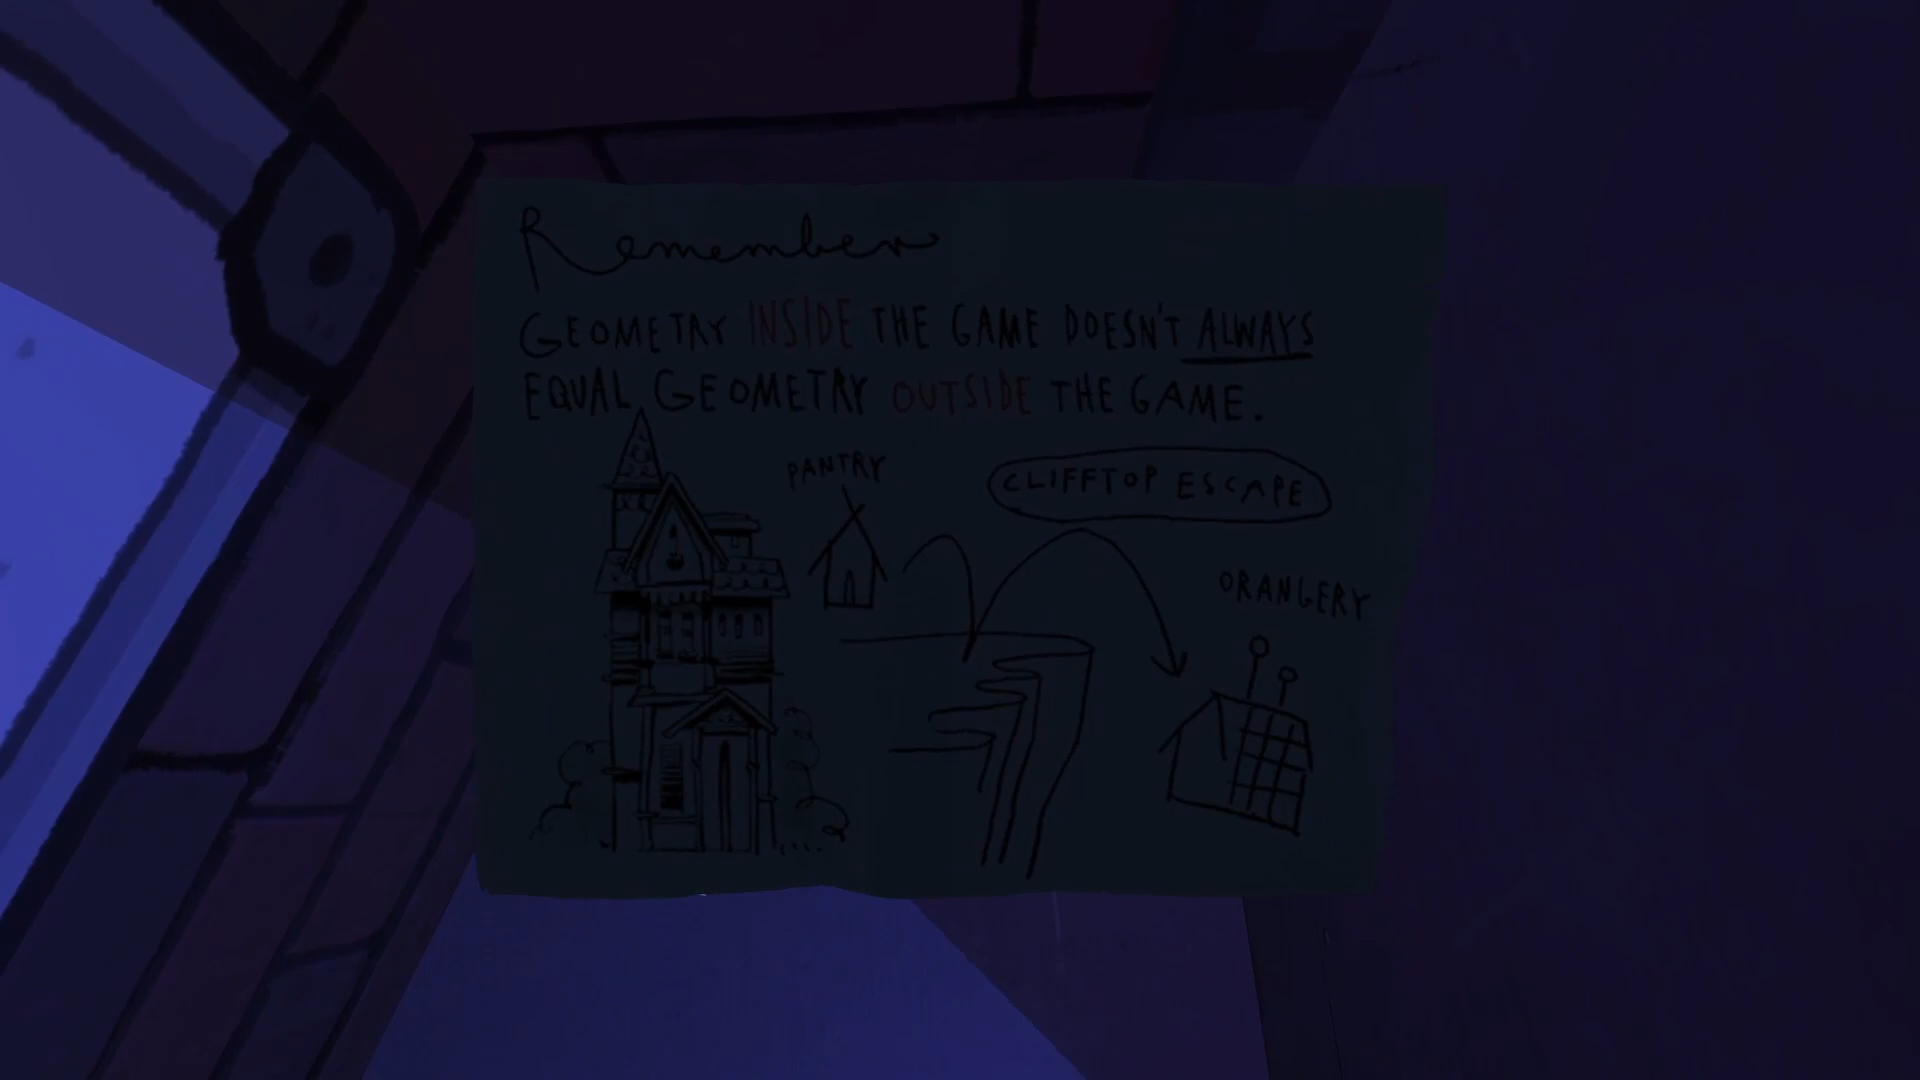 Remember
GEOMETRY INSIDE THE GAME DOESN'T ALWAYS
EQUAL GEOMETRY OUTSIDE THE GAME.
PANTRY
CLIFFTOP ESCAPE
ORANGERY